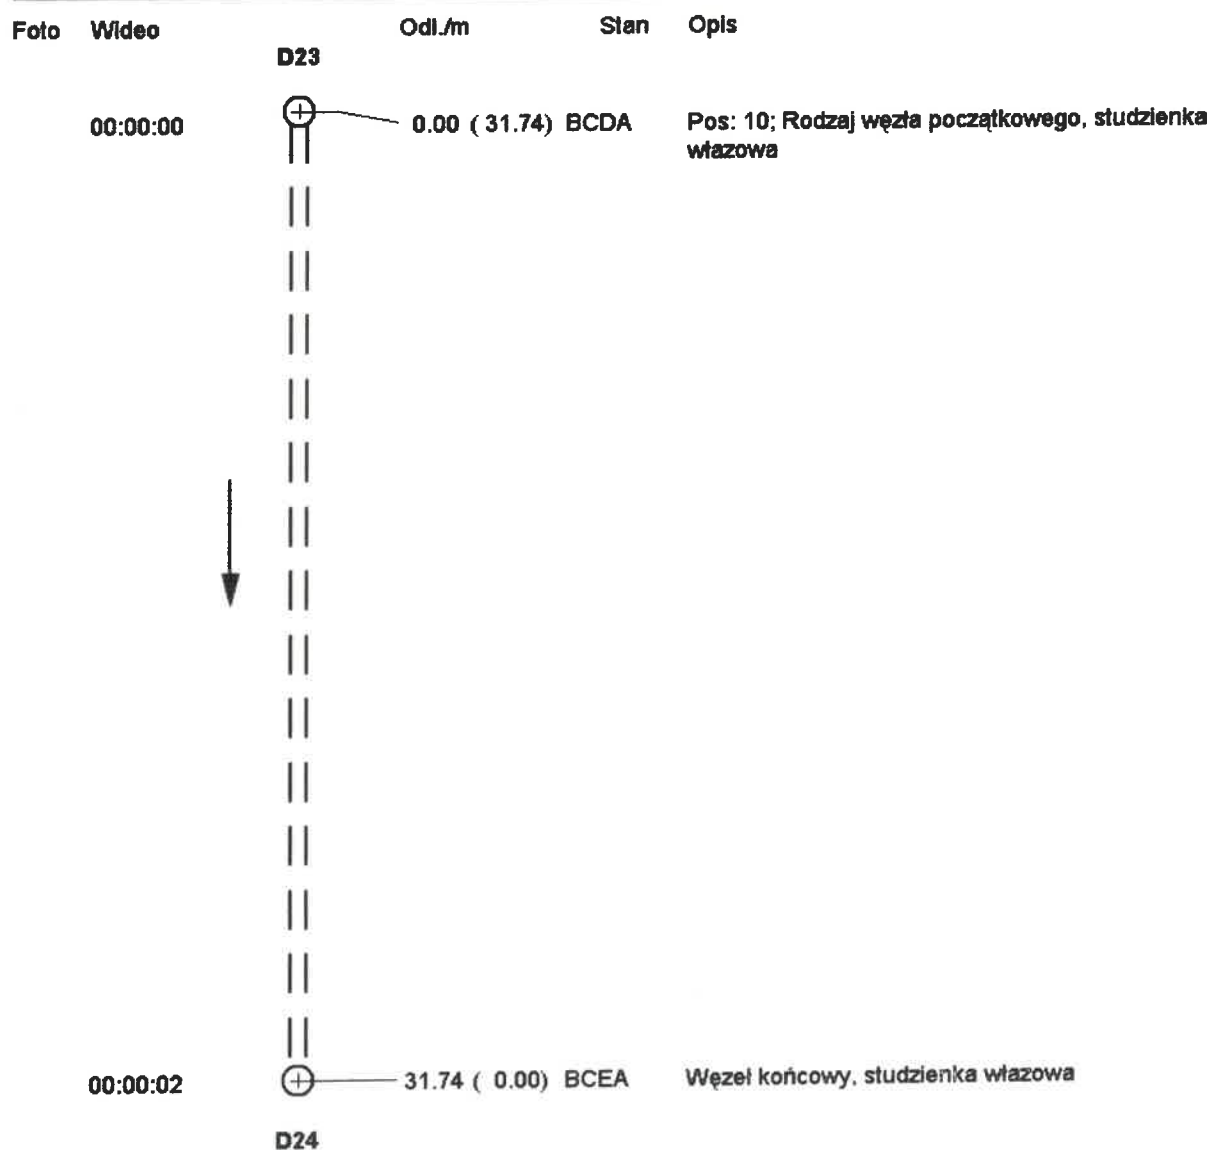 Foto Wideo Odl./m Stan Opis
D23
00:00:00 0.00 ( 31.74) BCDA Pos: 10; Rodzaj węzła początkowego, studzienka
włazowa
00:00:02 31.74 ( 0.00) BCEA Węzeł końcowy, studzienka włazowa
D24